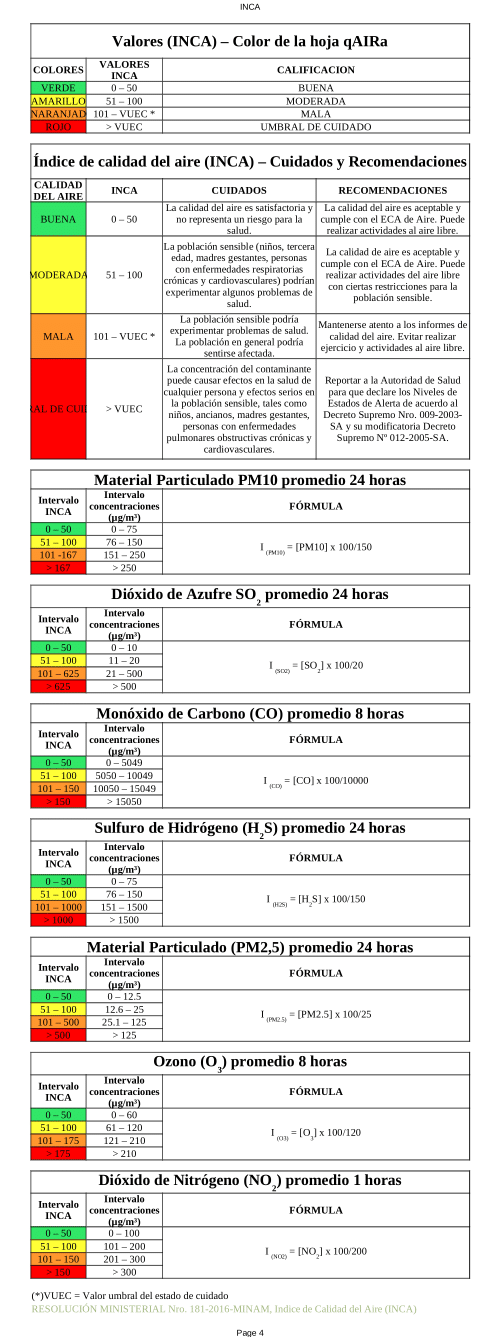 INCA
Valores (INCA) – Color de la hoja qAIRa
COLORES VALORES INCA CALIFICACION
VERDE 0 – 50 BUENA
AMARILLO 51 – 100 MODERADA
NARANJAD 101 – VUEC * MALA
ROJO > VUEC UMBRAL DE CUIDADO
Índice de calidad del aire (INCA) – Cuidados y Recomendaciones
CALIDAD DEL AIRE INCA CUIDADOS RECOMENDACIONES
BUENA
0 – 50
La calidad del aire es satisfactoria y
no representa un riesgo para la
salud.
La calidad del aire es aceptable y
cumple con el ECA de Aire. Puede
realizar actividades al aire libre.
MODERADA
51 – 100
La población sensible (niños, tercera
edad, madres gestantes, personas
con enfermedades respiratorias
crónicas y cardiovasculares) podrían
experimentar algunos problemas de
salud.
La calidad de aire es aceptable y
cumple con el ECA de Aire. Puede
realizar actividades del aire libre
con ciertas restricciones para la
población sensible.
MALA
101 – VUEC *
La población sensible podría
experimentar problemas de salud.
La población en general podría
sentirse afectada.
Mantenerse atento a los informes de
calidad del aire. Evitar realizar
ejercicio y actividades al aire libre.
RAL DE CUI
> VUEC
La concentración del contaminante
puede causar efectos en la salud de
cualquier persona y efectos serios en
la población sensible, tales como
niños, ancianos, madres gestantes,
personas con enfermedades
pulmonares obstructivas crónicas y
cardiovasculares.
Reportar a la Autoridad de Salud
para que declare los Niveles de
Estados de Alerta de acuerdo al
Decreto Supremo Nro. 009-2003-
SA y su modificatoria Decreto
Supremo Nº 012-2005-SA.
Material Particulado PM10 promedio 24 horas
Intervalo INCA Intervalo concentraciones (µg/m³) FÓRMULA
0 – 50 0 – 75
51 – 100 76 – 150
I (PM10) = [PM10] x 100/150
101 -167 151 – 250
> 167 > 250
Dióxido de Azufre SO2 promedio 24 horas
Intervalo INCA Intervalo concentraciones (µg/m³) FÓRMULA
0 – 50 0 – 10
51 – 100 11 – 20
I (SO2) = [SO2] x 100/20
101 – 625 21 – 500
> 625 > 500
Monóxido de Carbono (CO) promedio 8 horas
Intervalo INCA Intervalo concentraciones (µg/m³) FÓRMULA
0 – 50 0 – 5049
51 – 100 5050 – 10049
I (CO) = [CO] x 100/10000
101 – 150 10050 – 15049
> 150 > 15050
Sulfuro de Hidrógeno (H2S) promedio 24 horas
Intervalo INCA Intervalo concentraciones (µg/m³) FÓRMULA
0 – 50 0 – 75
51 – 100 76 – 150
I (H2S) = [H2S] x 100/150
101 – 1000 151 – 1500
> 1000 > 1500
Material Particulado (PM2,5) promedio 24 horas
Intervalo INCA Intervalo concentraciones (µg/m³) FÓRMULA
0 – 50 0 – 12.5
51 – 100 12.6 – 25
I (PM2.5) = [PM2.5] x 100/25
101 – 500 25.1 – 125
> 500 > 125
Ozono (O3) promedio 8 horas
Intervalo INCA Intervalo concentraciones (µg/m³) FÓRMULA
0 – 50 0 – 60
51 – 100 61 – 120
I (O3) = [O3] x 100/120
101 – 175 121 – 210
> 175 > 210
Dióxido de Nitrógeno (NO2) promedio 1 horas
Intervalo INCA Intervalo concentraciones (µg/m³) FÓRMULA
0 – 50 0 – 100
51 – 100 101 – 200
I (NO2) = [NO2] x 100/200
101 – 150 201 – 300
> 150 > 300
(*)VUEC = Valor umbral del estado de cuidado
RESOLUCIÓN MINISTERIAL Nro. 181-2016-MINAM, Indice de Calidad del Aire (INCA)
Page 4